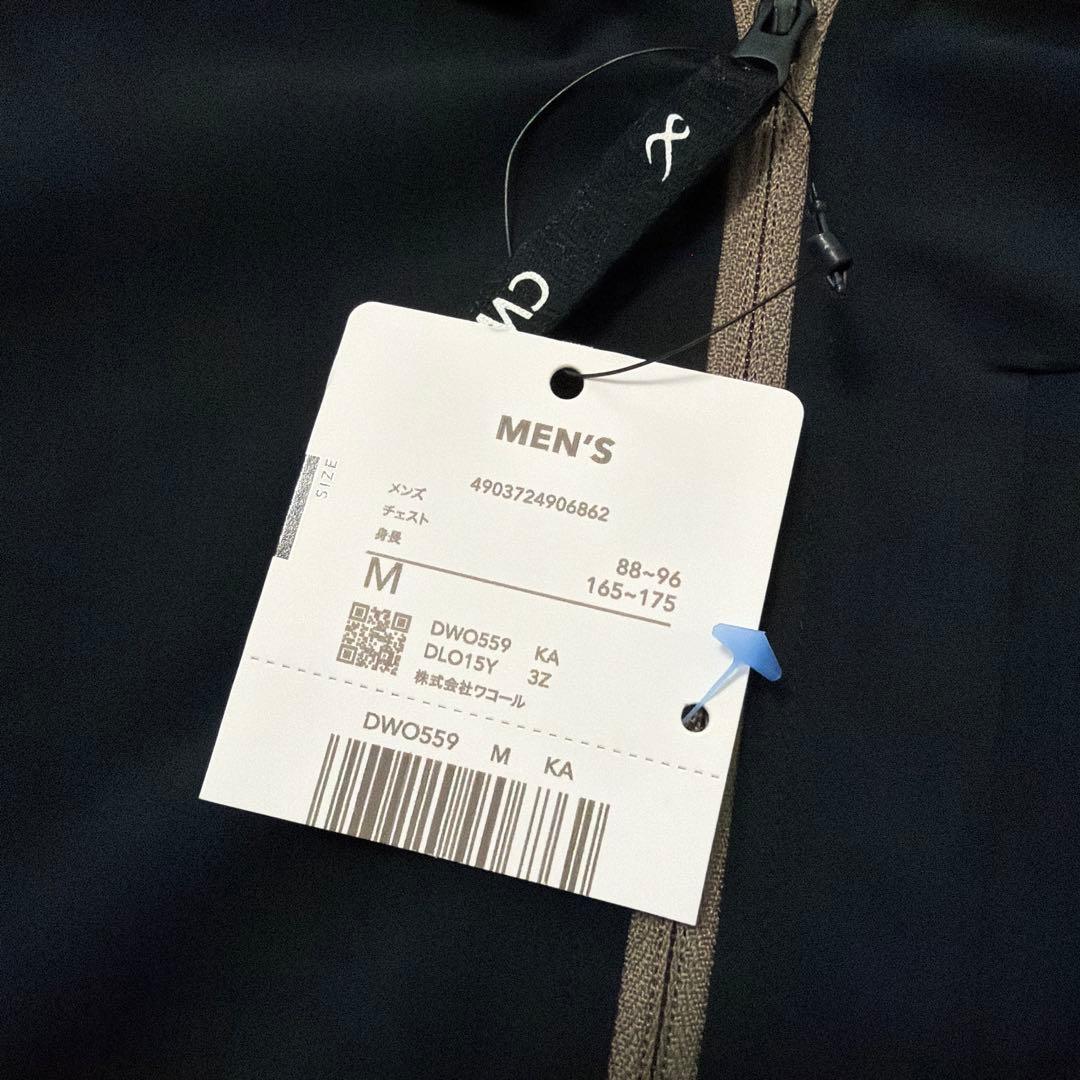 CW
MEN'S
4903724906862
メンズ
チェスト
88~96
身長
165~175
SIZE
M
DWO559 KA
DLO15Y 3Z
株式会社ワコール
DWO559 M KA